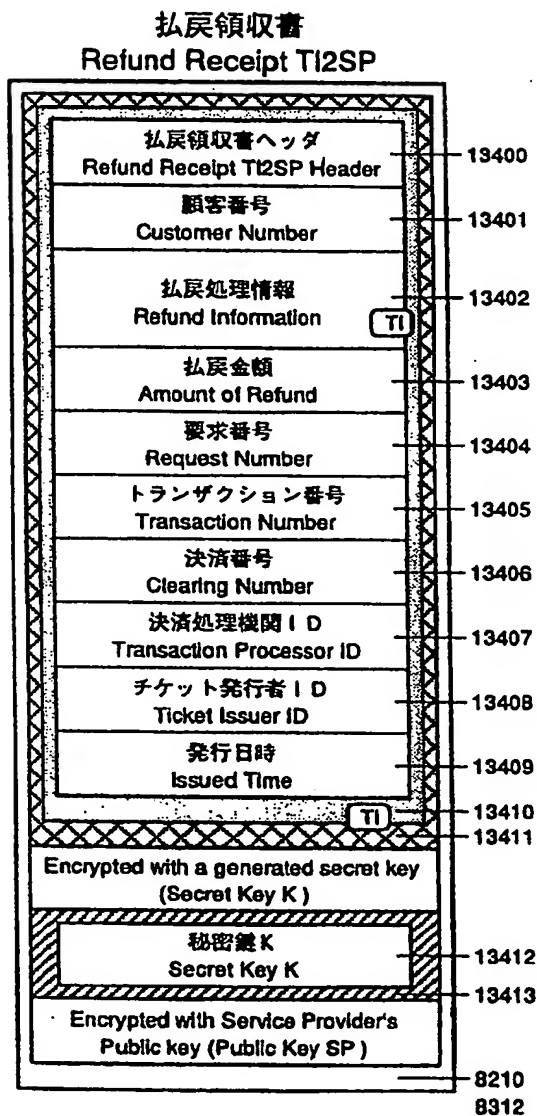 払戻領収書
Refund Receipt TI2SP
払戻領収書ヘッダ
Refund Receipt TI2SP Header
13400
顧客番号
Customer Number
13401
払戻処理情報
Refund Information
13402
TI
払戻金額
Amount of Refund
13403
要求番号
Request Number
13404
トランザクション番号
Transaction Number
13405
決済番号
Clearing Number
13406
決済処理機関ID
Transaction Processor ID
13407
チケット発行者ID
Ticket Issuer ID
13408
発行日時
Issued Time
13409
TI
13410
13411
Encrypted with a generated secret key
(Secret Key K)
秘密鍵K
Secret Key K
13412
13413
Encrypted with Service Provider's
Public key (Public Key SP)
8210
8312